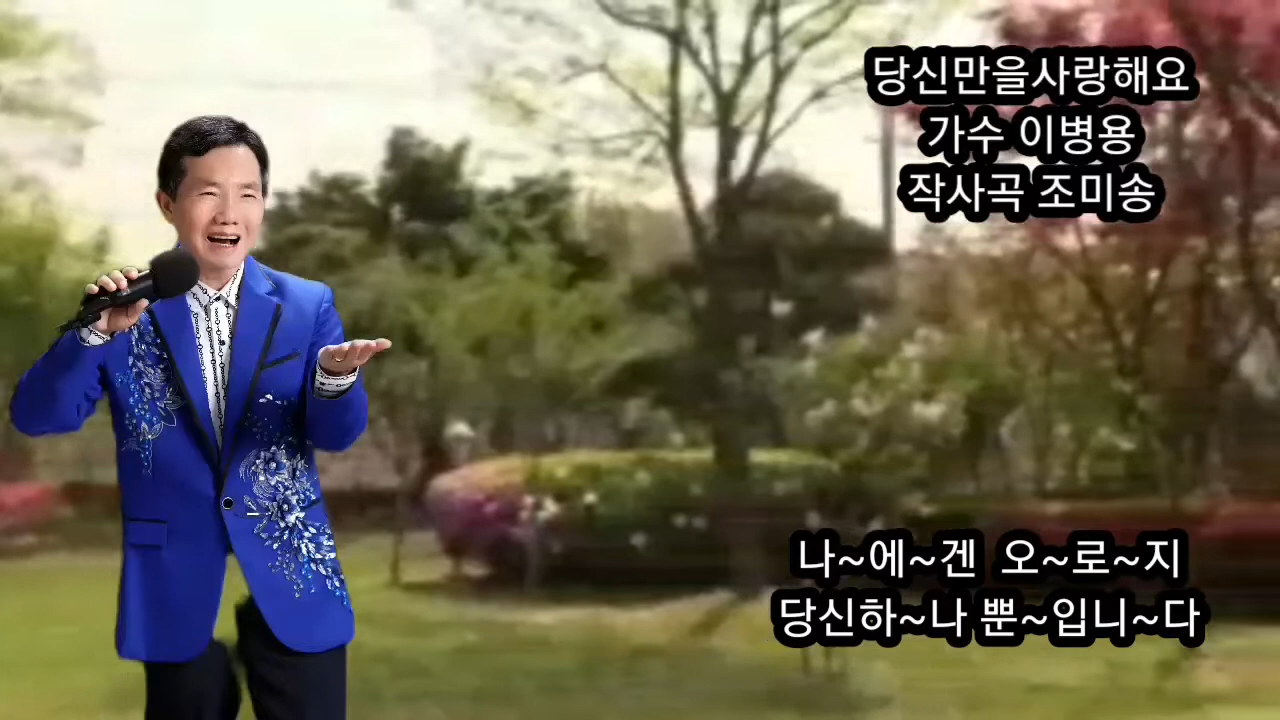 당신만을사랑해요
가수 이병용
작사곡 조미송
나~에~겐 오~로~지
당신하~나 뿐~입니~다